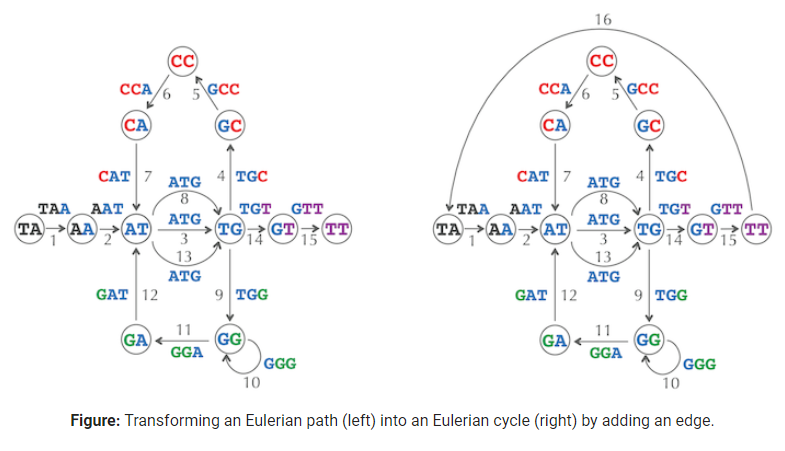 16
CC CC
CCA 6 5 GCC CCA 6 5 GCC
CA GC CA GC
CAT 7 ATG 4 TGC CAT 7 ATG 4 TGC
8 8
TAA AAT ATG TGT GTT TAA AAT ATG TGT GTT
TA AA AT TG GT TT TA AA AT TG GT TT
1 2 3 14 15 1 2 3 14 15
13 13
ATG ATG
GAT 12 9 TGG GAT 12 9 TGG
11 11
GA GG GA GG
GGA GGG GGA GGG
10 10
Figure: Transforming an Eulerian path (left) into an Eulerian cycle (right) by adding an edge.